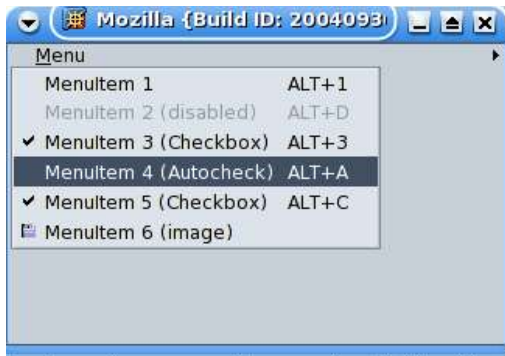 Mozilla {Build ID: 2004093
Menu
MenuItem 1 ALT+1
MenuItem 2 (disabled) ALT+D
MenuItem 3 (Checkbox) ALT+3
MenuItem 4 (Autocheck) ALT+A
MenuItem 5 (Checkbox) ALT+C
MenuItem 6 (image)